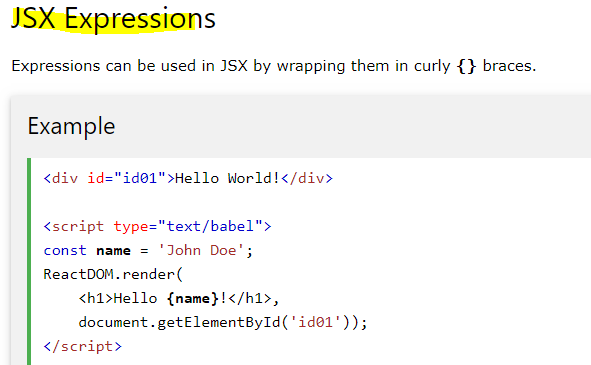 JSX Expressions
Expressions can be used in JSX by wrapping them in curly {} braces.
Example
<div id="id01">Hello World!</div>
<script type="text/babel">
const name = 'John Doe';
ReactDOM.render(
    <h1>Hello {name}!</h1>,
    document.getElementById('id01'));
</script>